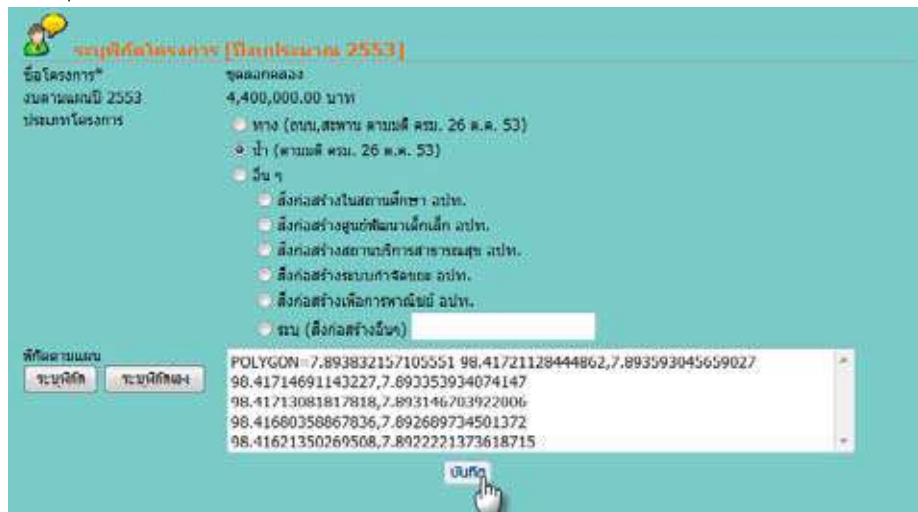 ระบุพิกัดโครงการ [ปีงบประมาณ 2553]
ชื่อโครงการ* ขุดลอกคลอง
งบตามแผนปี 2553 4,400,000.00 บาท
ประเภทโครงการ ทาง (ถนน,สะพาน ตามมติ ครม. 26 ต.ค. 53)
น้ำ (ตามมติ ครม. 26 ต.ค. 53)
อื่น ๆ
สิ่งก่อสร้างในสถานศึกษา อปท.
สิ่งก่อสร้างศูนย์พัฒนาเด็กเล็ก อปท.
สิ่งก่อสร้างสถานบริการสาธารณสุข อปท.
สิ่งก่อสร้างระบบกำจัดขยะ อปท.
สิ่งก่อสร้างเพื่อการพาณิชย์ อปท.
ระบุ (สิ่งก่อสร้างอื่นๆ)
พิกัดตามแผน
ระบุพิกัด ระบุพิกัดเอง
POLYGON=7.893832157105551 98.41721128444862,7.893593045659027
98.41714691143227,7.893353934074147
98.41713081817818,7.893146703922006
98.41680358867836,7.892689734501372
98.41621350269508,7.8922221373618715
บันทึก